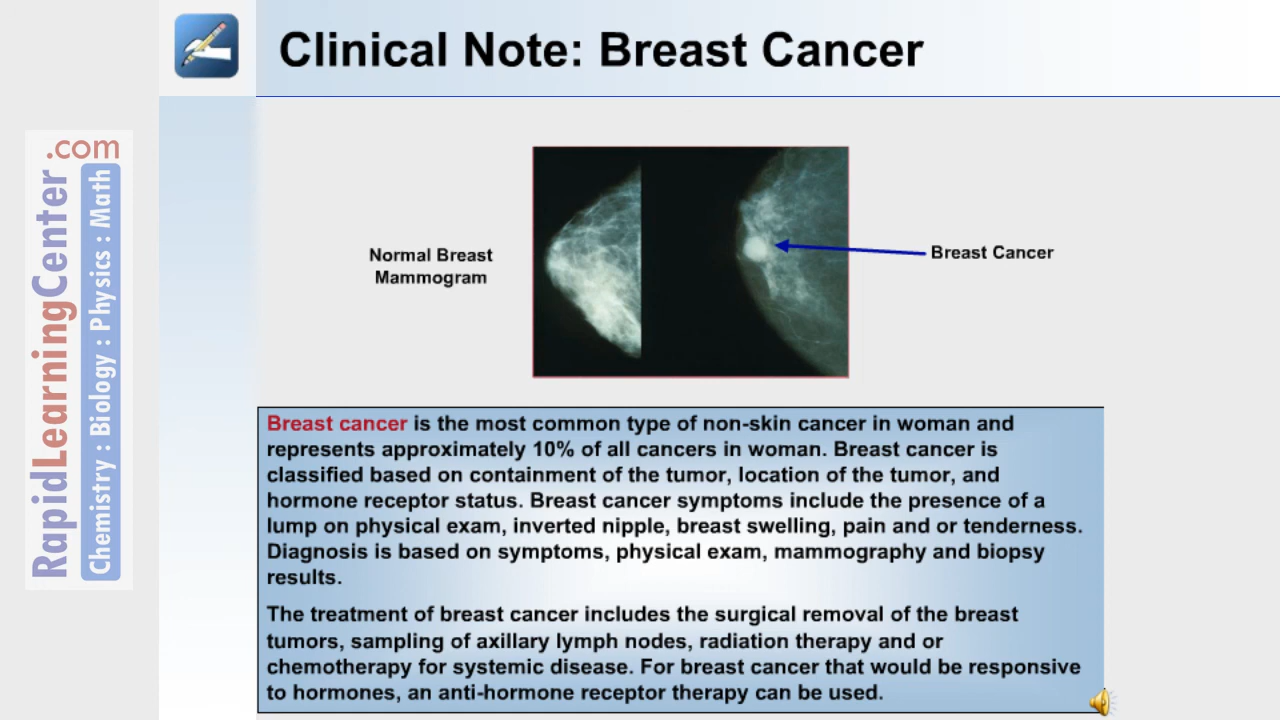 Clinical Note: Breast Cancer
RapidLearningCenter.com
Chemistry : Biology : Physics : Math
Normal Breast
Mammogram
Breast Cancer
Breast cancer is the most common type of non-skin cancer in woman and
represents approximately 10% of all cancers in woman. Breast cancer is
classified based on containment of the tumor, location of the tumor, and
hormone receptor status. Breast cancer symptoms include the presence of a
lump on physical exam, inverted nipple, breast swelling, pain and or tenderness.
Diagnosis is based on symptoms, physical exam, mammography and biopsy
results.
The treatment of breast cancer includes the surgical removal of the breast
tumors, sampling of axillary lymph nodes, radiation therapy and or
chemotherapy for systemic disease. For breast cancer that would be responsive
to hormones, an anti-hormone receptor therapy can be used.